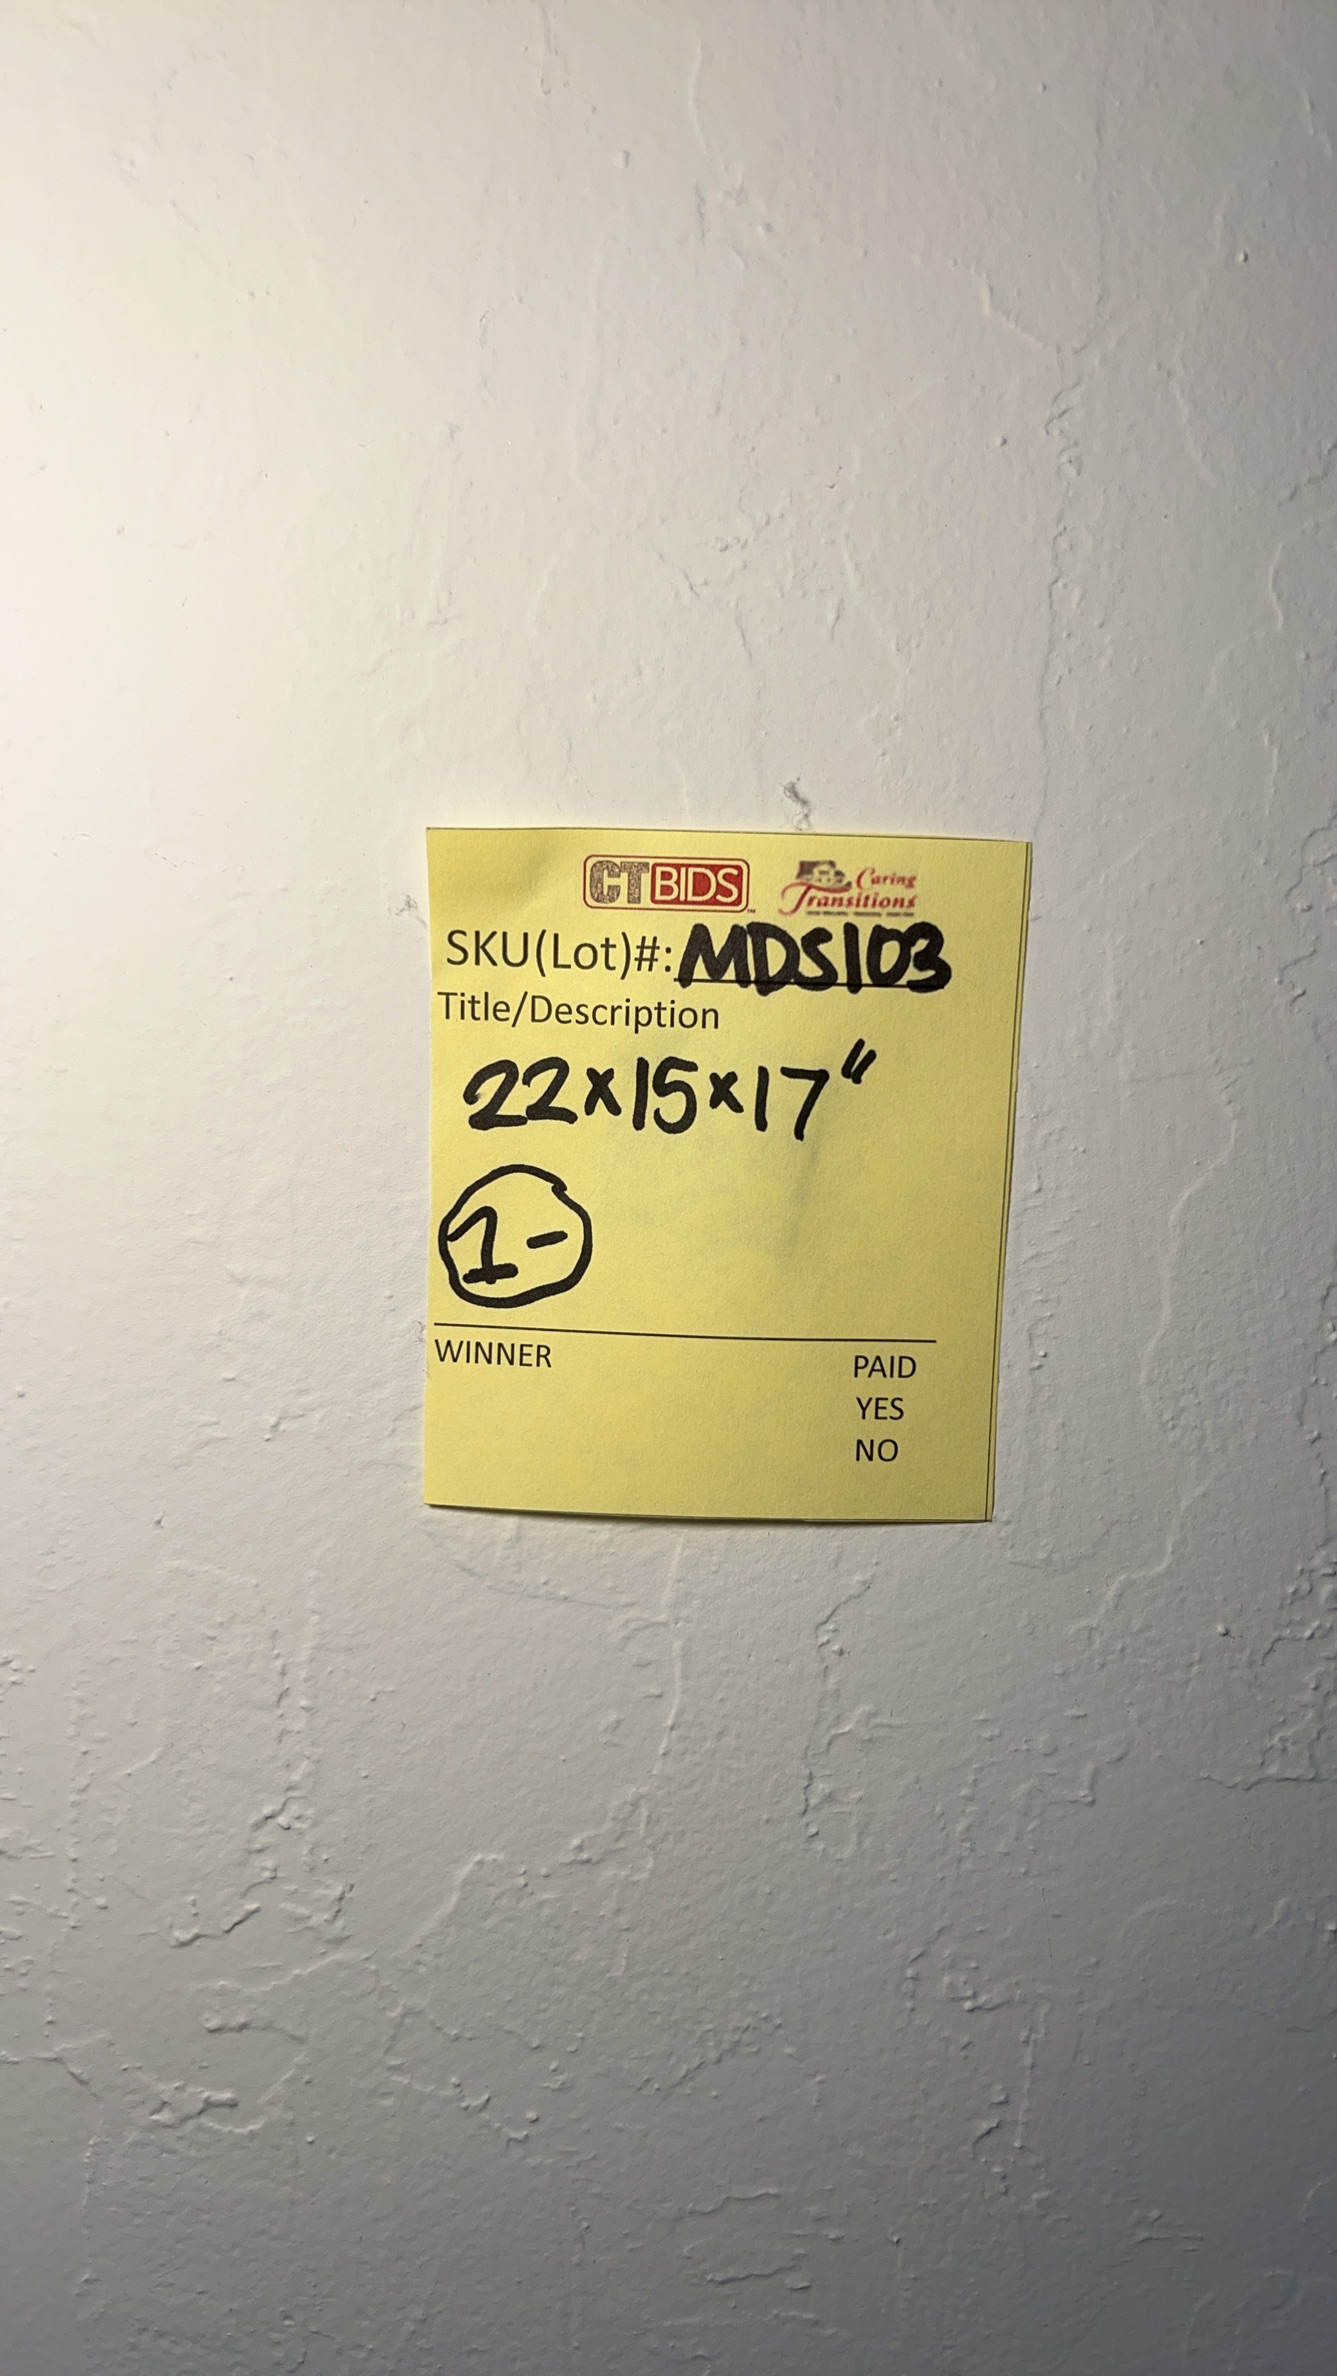 CTBIDS Caring
Transitions
SKU(Lot)#: MDS103
Title/Description
22x15x17"
1-
WINNER PAID
YES
NO